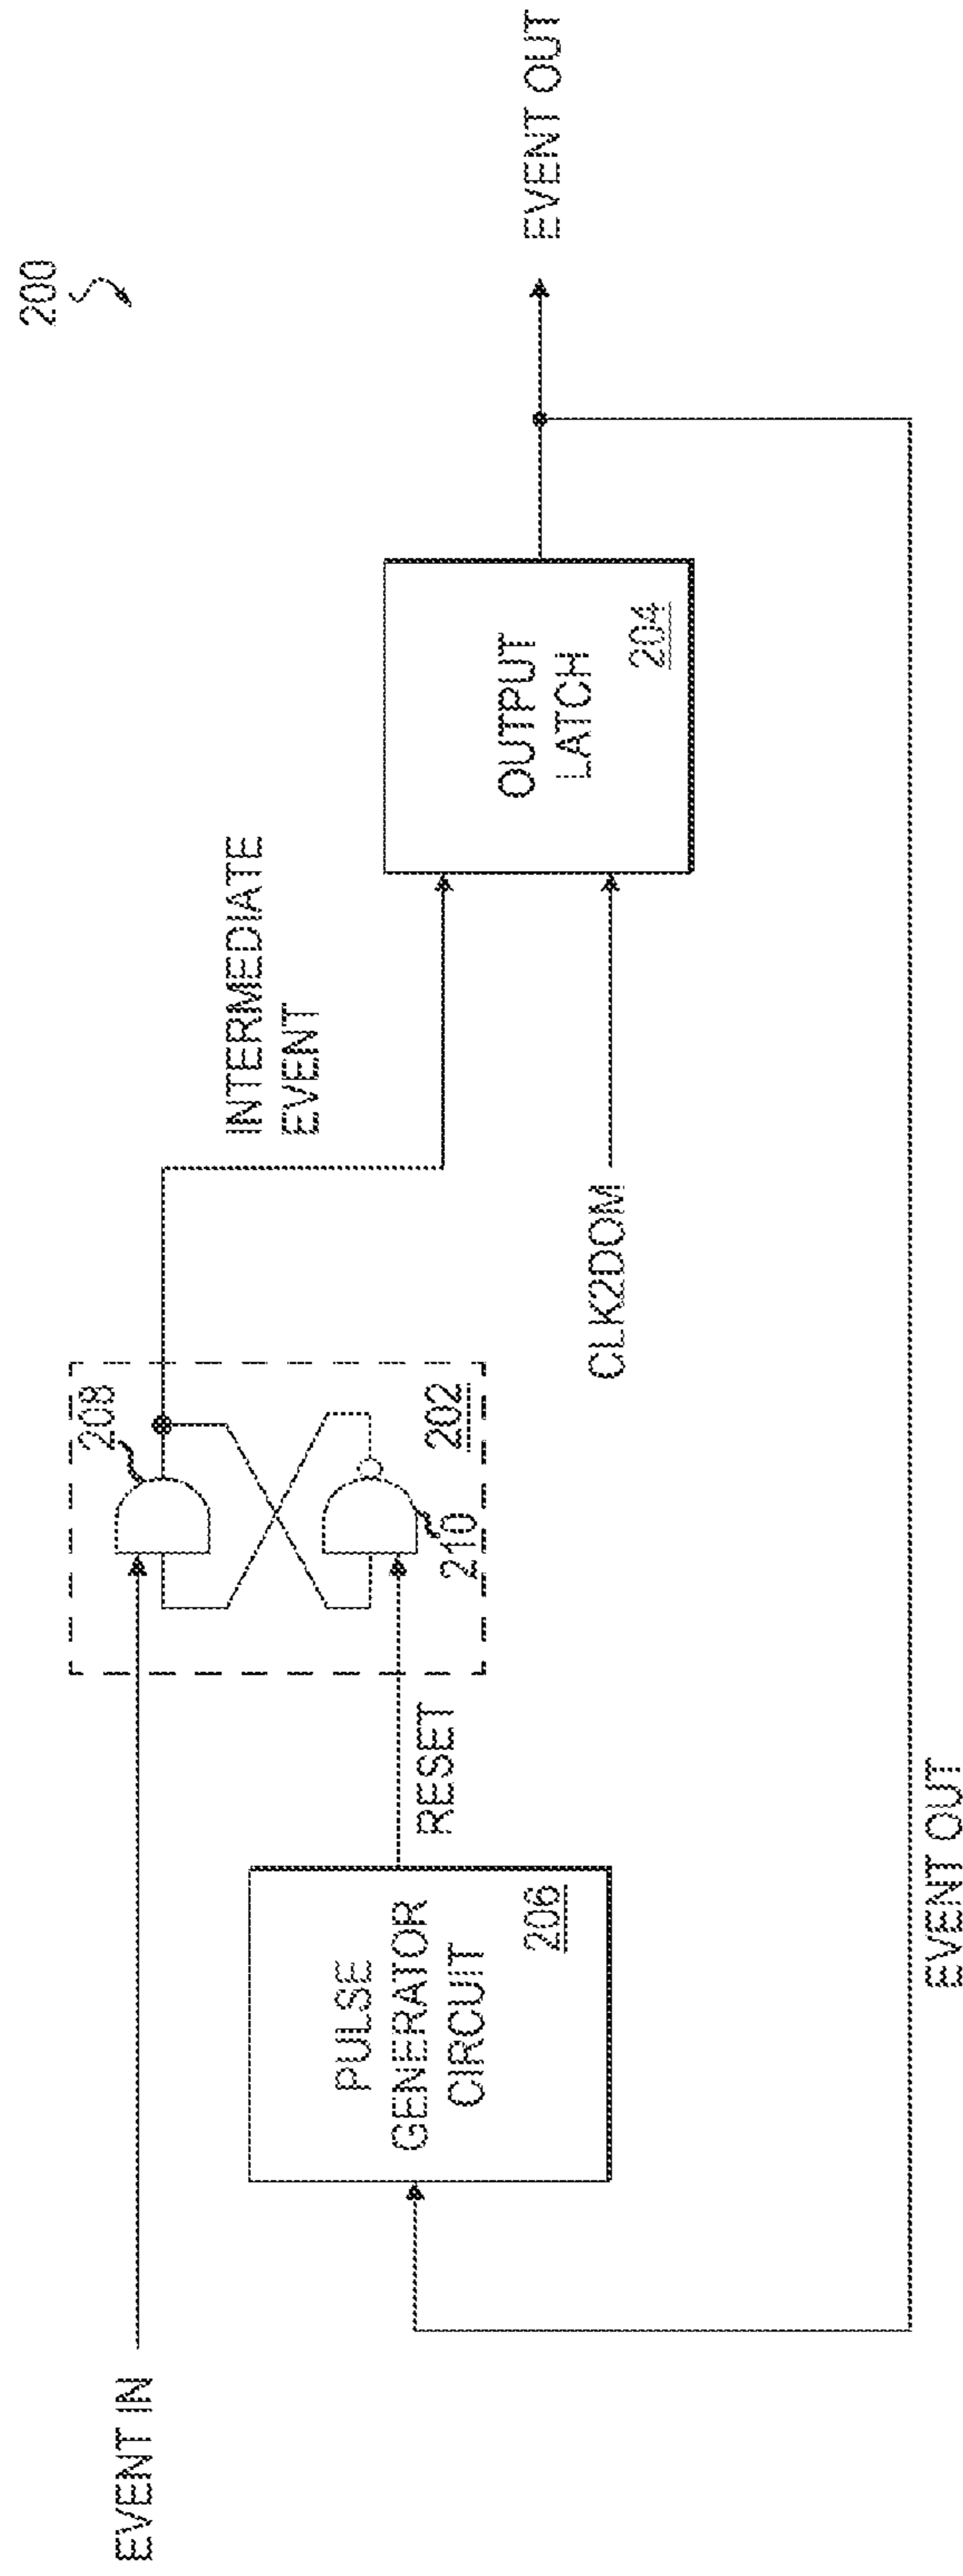 200
EVENT IN
PULSE
GENERATOR
CIRCUIT
206
RESET
208
210
202
INTERMEDIATE
EVENT
CLK2DOM
OUTPUT
LATCH
204
EVENT OUT
EVENT OUT